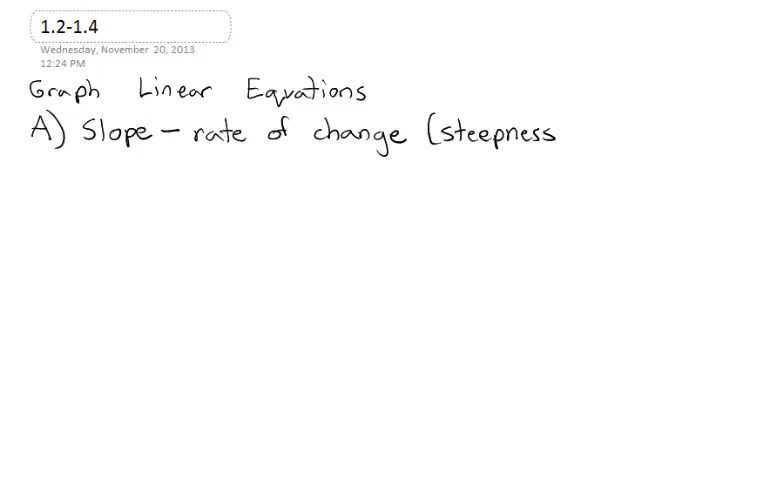 1.2-1.4
Wednesday, November 20, 2013
12:24 PM
Graph Linear Equations
A) Slope - rate of change (steepness